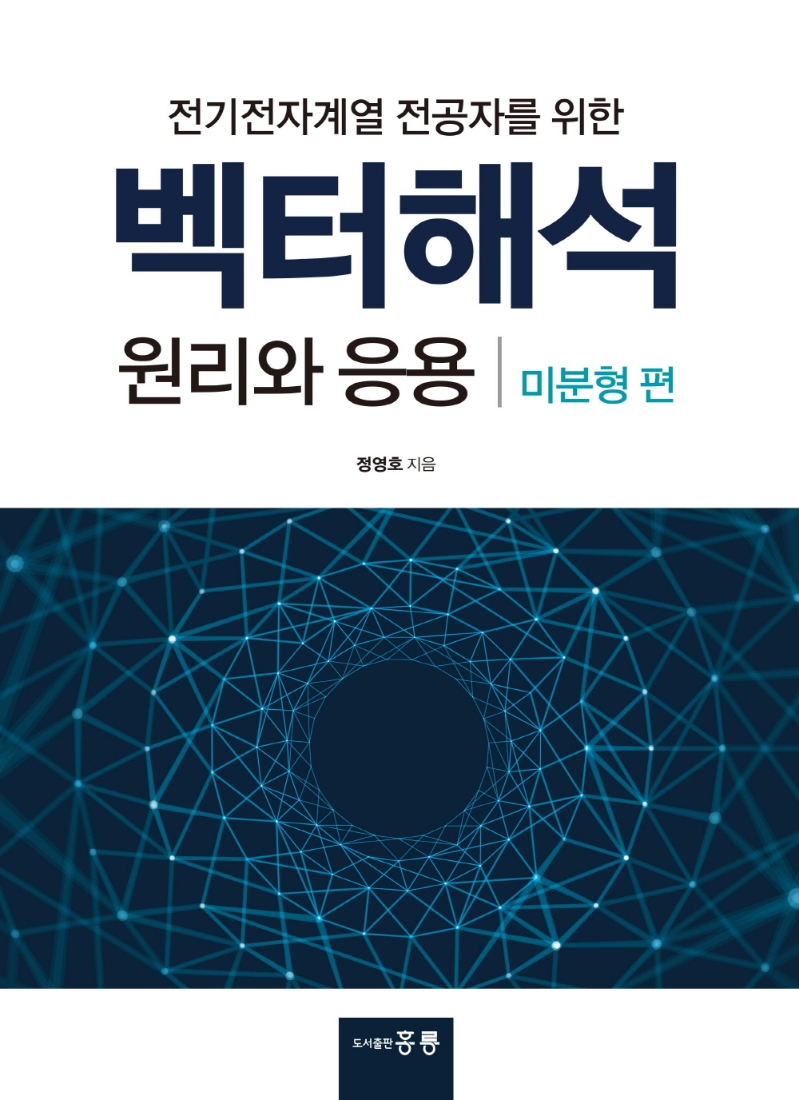 전기전자계열 전공자를 위한
벡터해석
원리와 응용 | 미분형 편
정영호 지음
도서출판 홍릉